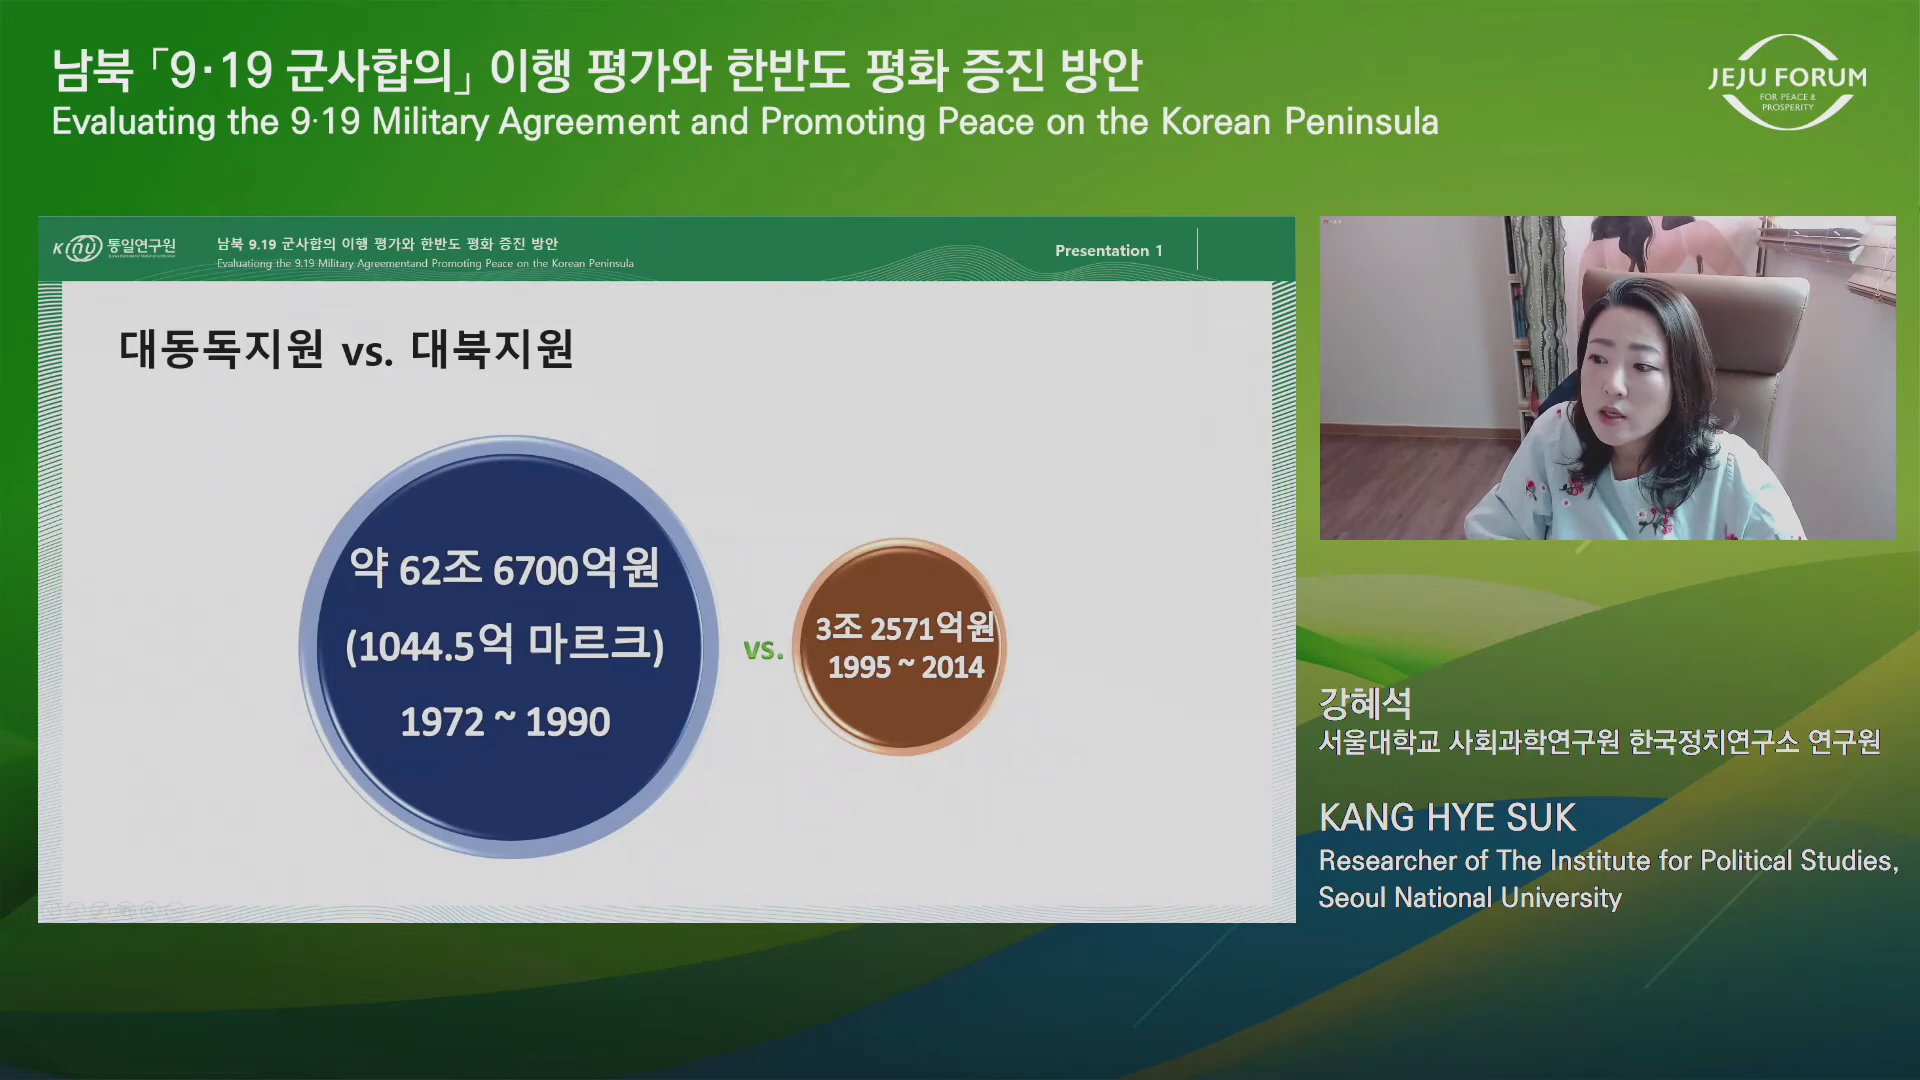 남북 「9·19 군사합의」 이행 평가와 한반도 평화 증진 방안
Evaluating the 9·19 Military Agreement and Promoting Peace on the Korean Peninsula
JEJU FORUM
FOR PEACE &
PROSPERITY
KINU 통일연구원
남북 9.19 군사합의 이행 평가와 한반도 평화 증진 방안
Evaluationg the 9.19 Military Agreementand Promoting Peace on the Korean Peninsula
Presentation 1
대동독지원 vs. 대북지원
약 62조 6700억원
(1044.5억 마르크)
1972 ~ 1990
vs.
3조 2571억원
1995 ~ 2014
강혜석
서울대학교 사회과학연구원 한국정치연구소 연구원
KANG HYE SUK
Researcher of The Institute for Political Studies,
Seoul National University